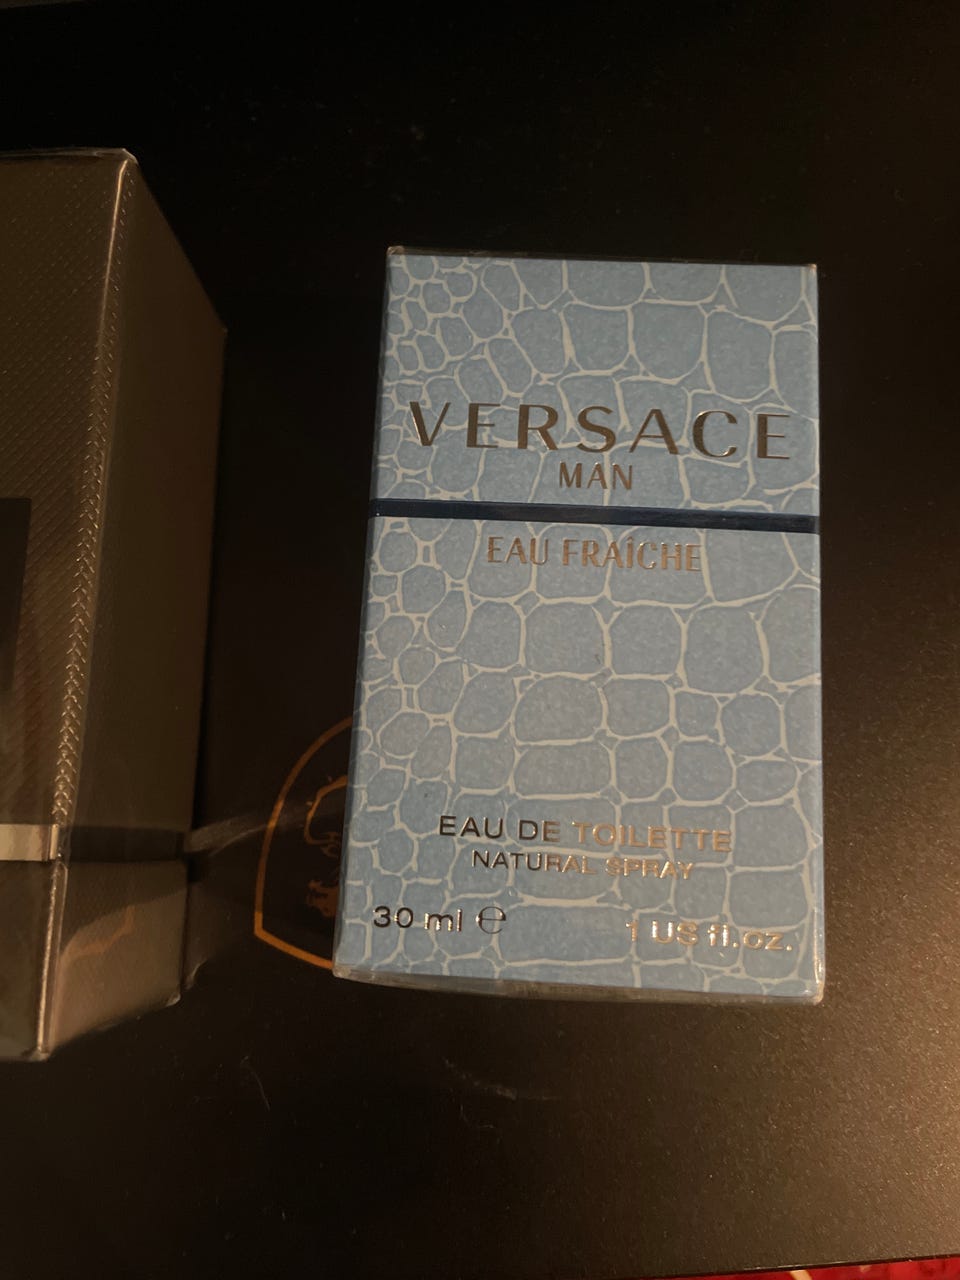 VERSACE
MAN
EAU FRAÎCHE
EAU DE TOILETTE
NATURAL SPRAY
30 ml ℮
1 US fl.oz.